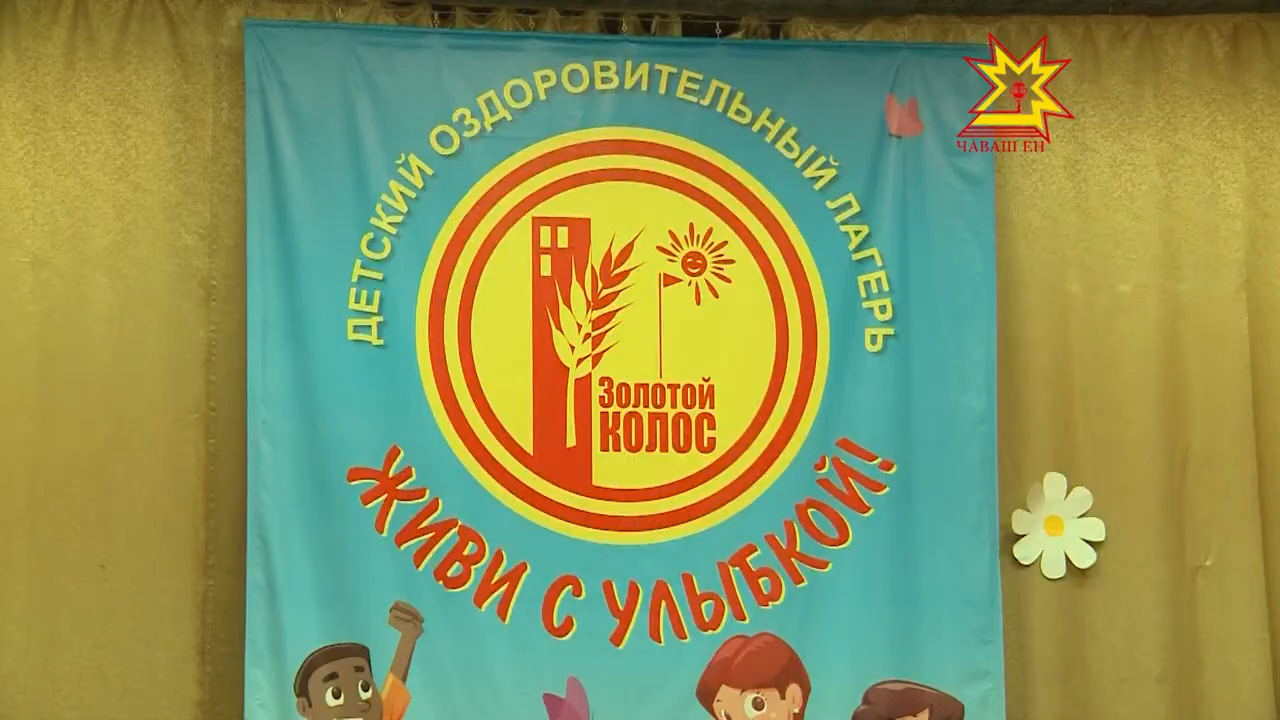 ДЕТСКИЙ ОЗДОРОВИТЕЛЬНЫЙ ЛАГЕРЬ
ЧАВАШ ЕН
ЗОЛОТОЙ
КОЛОС
ЖИВИ С УЛЫБКОЙ!